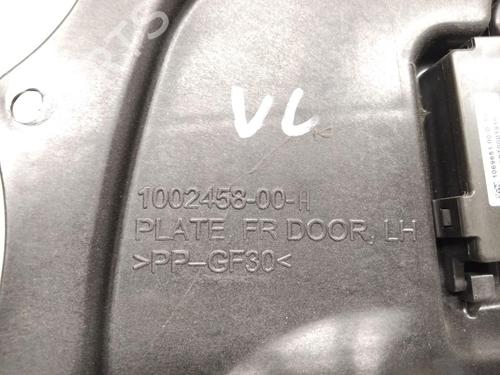 VL
1002458-00-H
PLATE, FR DOOR, LH
>PP-GF30<